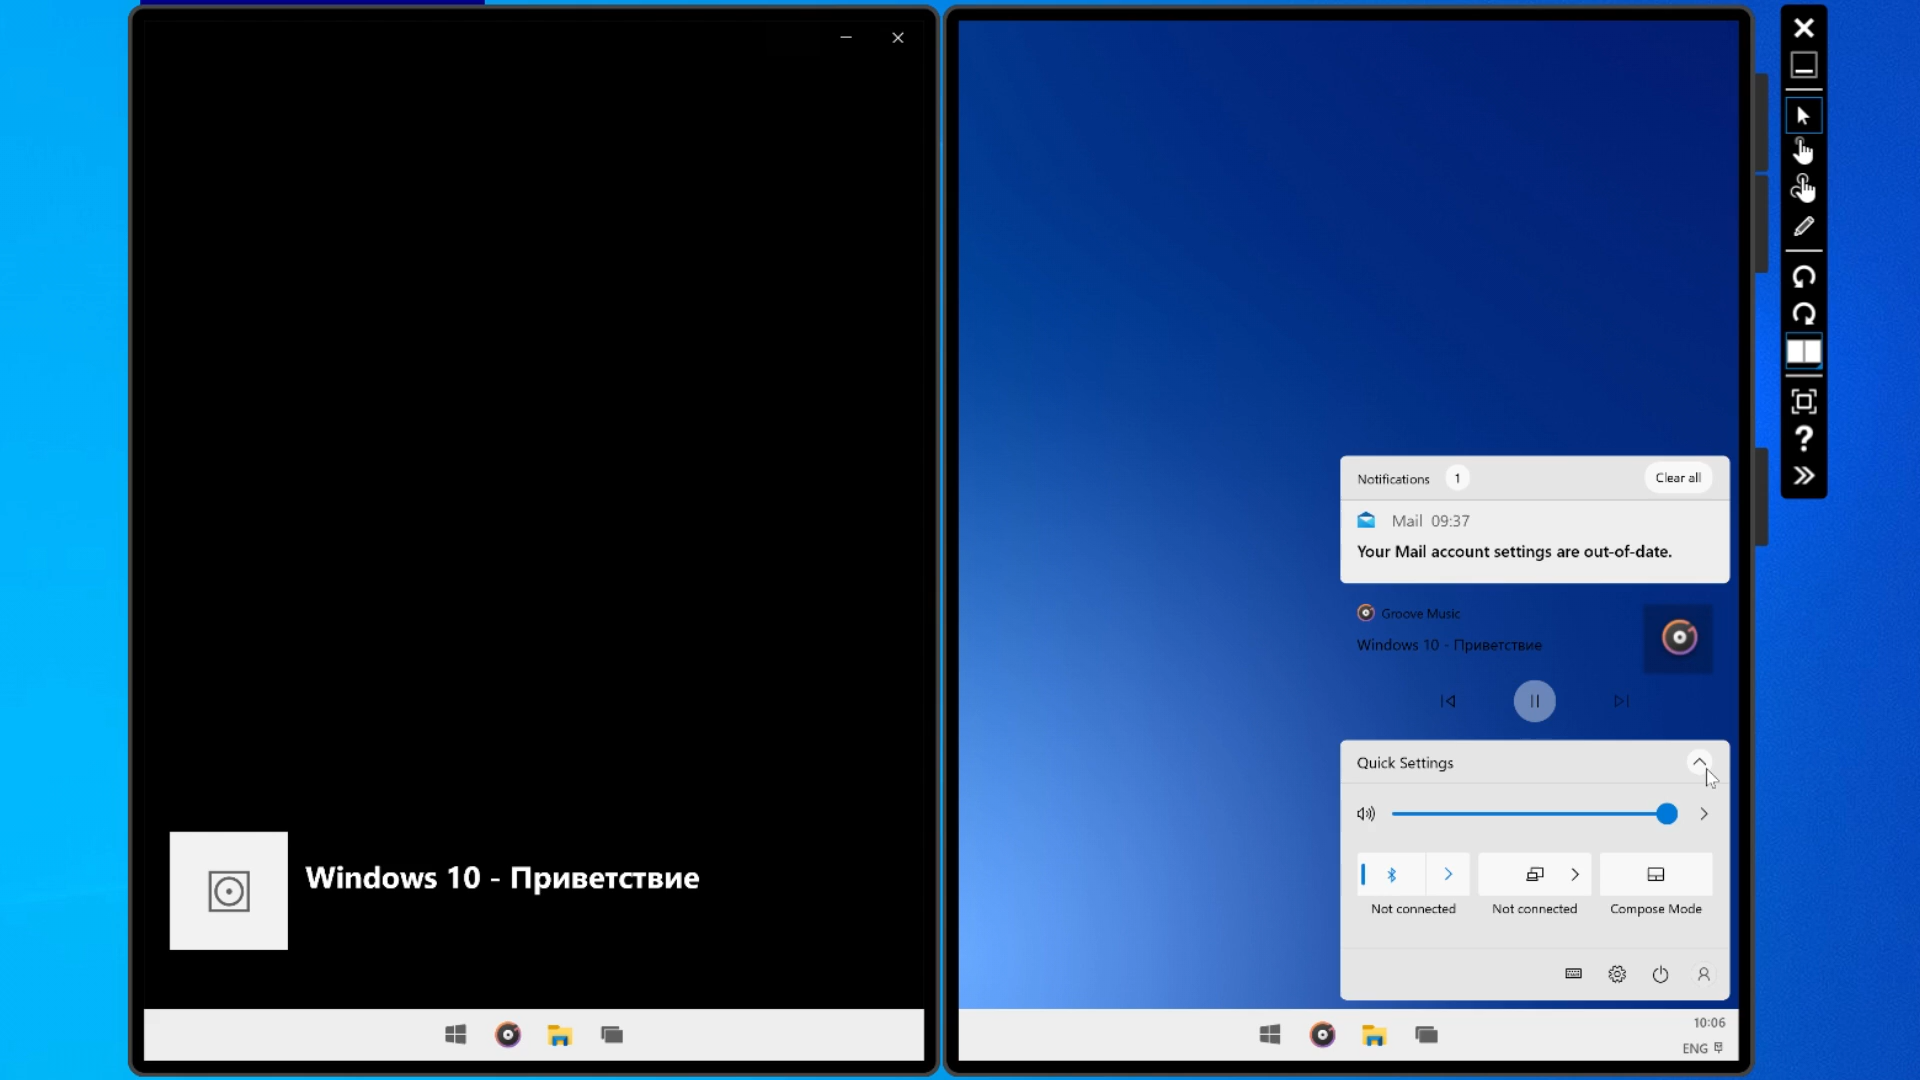 Windows 10 - Приветствие
Notifications 1 Clear all
Mail 09:37
Your Mail account settings are out-of-date.
Groove Music
Windows 10 - Приветствие
Quick Settings
Not connected Not connected Compose Mode
10:06
ENG